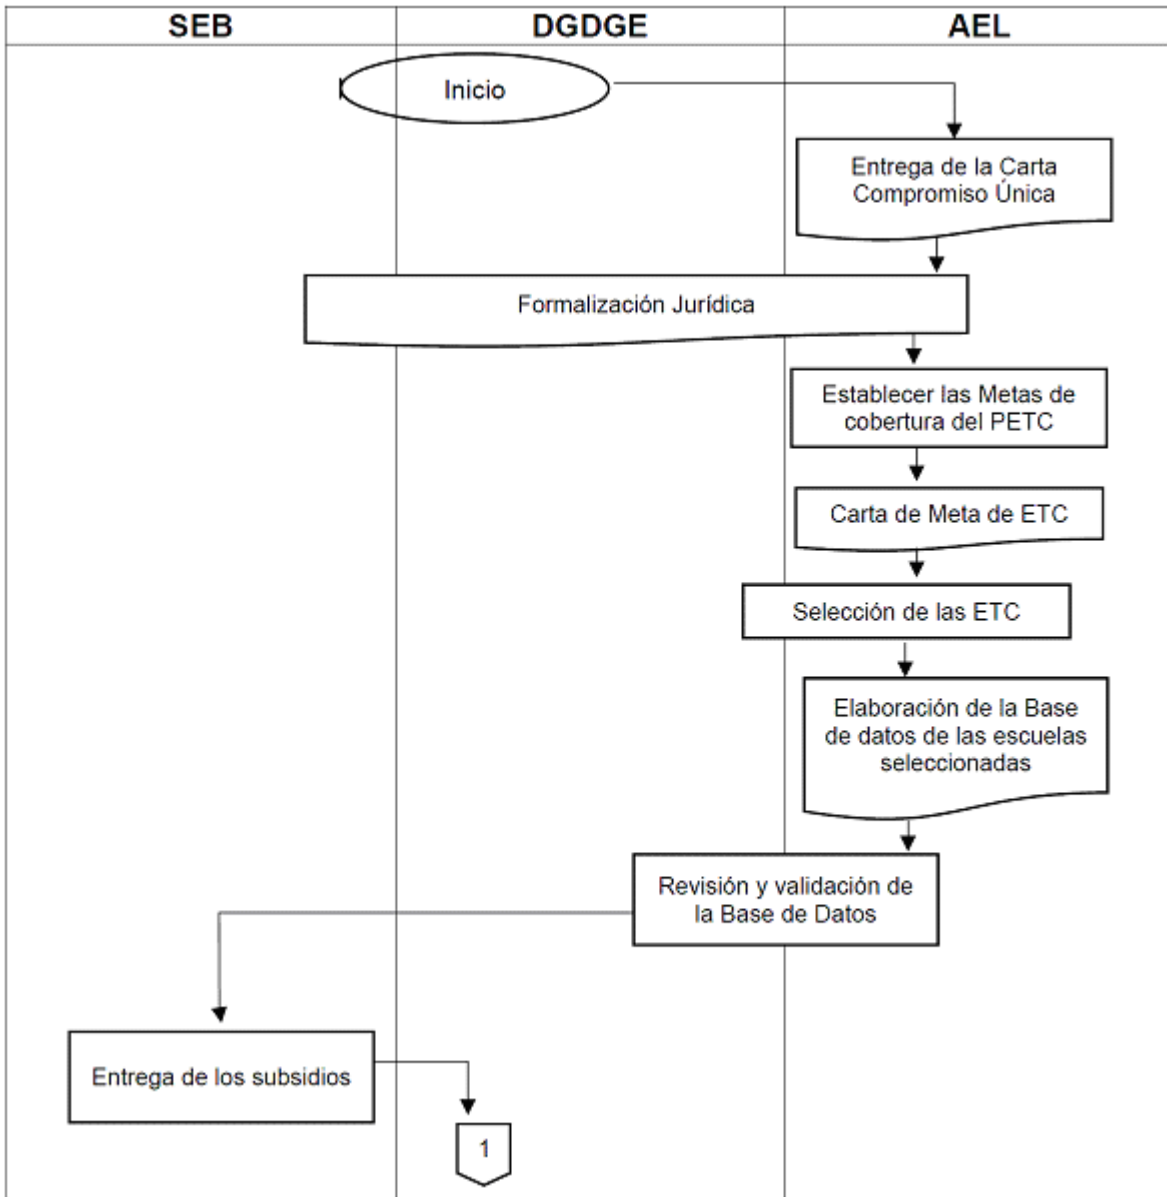 SEB DGDGE AEL
Inicio
Entrega de la Carta
Compromiso Única
Formalización Jurídica
Establecer las Metas de
cobertura del PETC
Carta de Meta de ETC
Selección de las ETC
Elaboración de la Base
de datos de las escuelas
seleccionadas
Revisión y validación de
la Base de Datos
Entrega de los subsidios
1